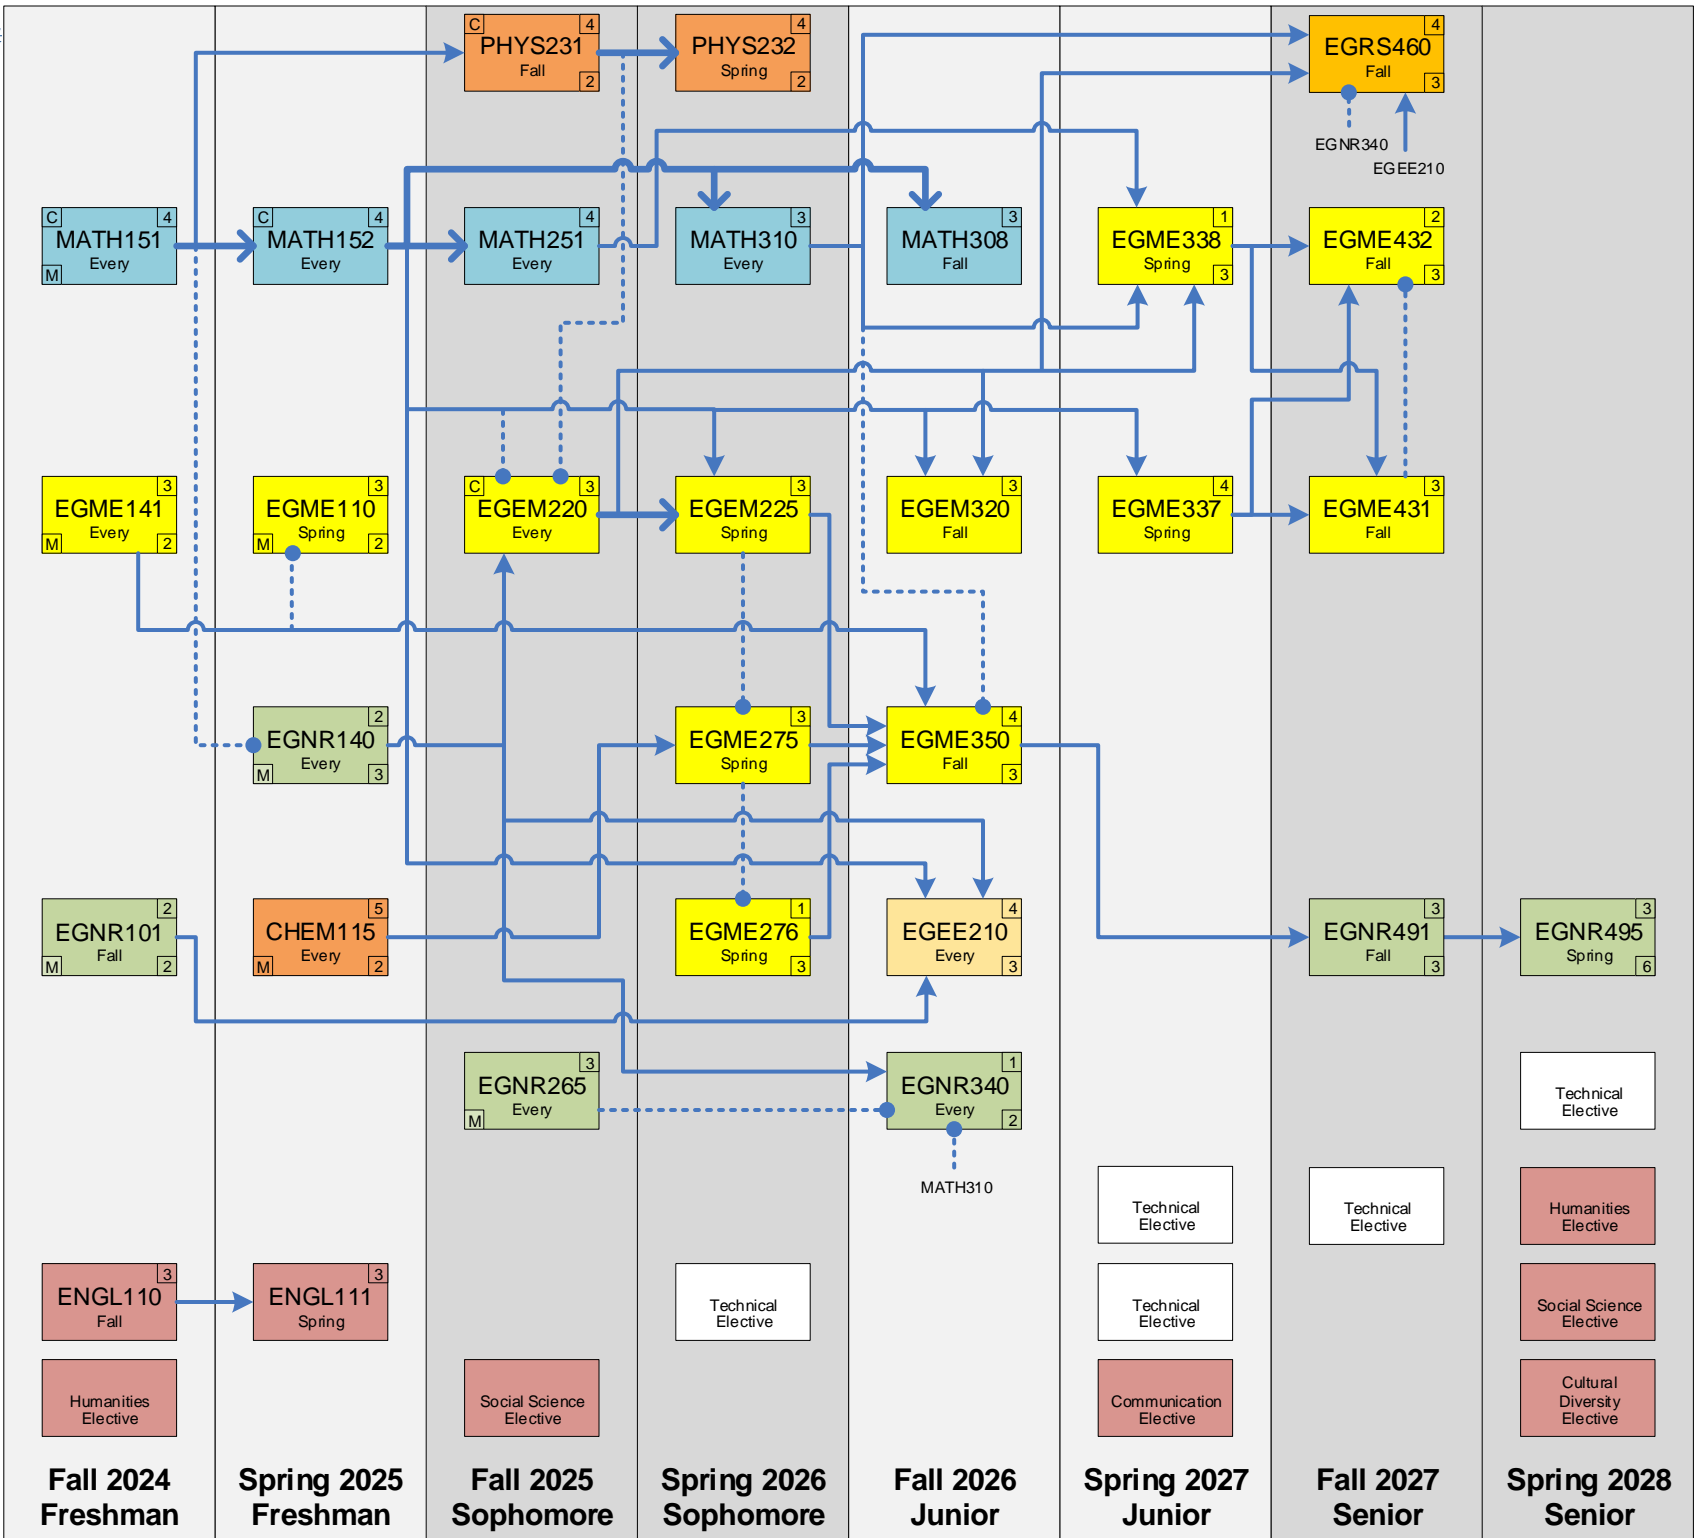 C 4
PHYS231
Fall
2
4
PHYS232
Spring
2
4
EGRS460
Fall
3
EGNR340
EGEE210
C 4
MATH151
Every
M
C 4
MATH152
Every
4
MATH251
Every
3
MATH310
Every
3
MATH308
Fall
1
EGME338
Spring
3
2
EGME432
Fall
3
3
EGME141
Every
M 2
3
EGME110
Spring
M 2
C 3
EGEM220
Every
3
EGEM225
Spring
3
EGEM320
Fall
4
EGME337
Spring
3
EGME431
Fall
2
EGNR140
Every
M 3
3
EGME275
Spring
4
EGME350
Fall
3
2
EGNR101
Fall
M 2
5
CHEM115
Every
M 2
1
EGME276
Spring
3
4
EGEE210
Every
3
3
EGNR491
Fall
3
3
EGNR495
Spring
6
3
EGNR265
Every
M
1
EGNR340
Every
2
MATH310
Technical
Elective
Technical
Elective
Technical
Elective
Humanities
Elective
3
ENGL110
Fall
3
ENGL111
Spring
Technical
Elective
Technical
Elective
Social Science
Elective
Humanities
Elective
Social Science
Elective
Communication
Elective
Cultural
Diversity
Elective
Fall 2024
Freshman
Spring 2025
Freshman
Fall 2025
Sophomore
Spring 2026
Sophomore
Fall 2026
Junior
Spring 2027
Junior
Fall 2027
Senior
Spring 2028
Senior